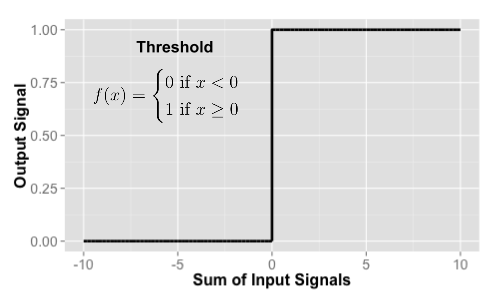 Threshold
f(x) = { 0 if x < 0
1 if x ≥ 0
1.00
0.75
0.50
0.25
0.00
Output Signal
-10 -5 0 5 10
Sum of Input Signals